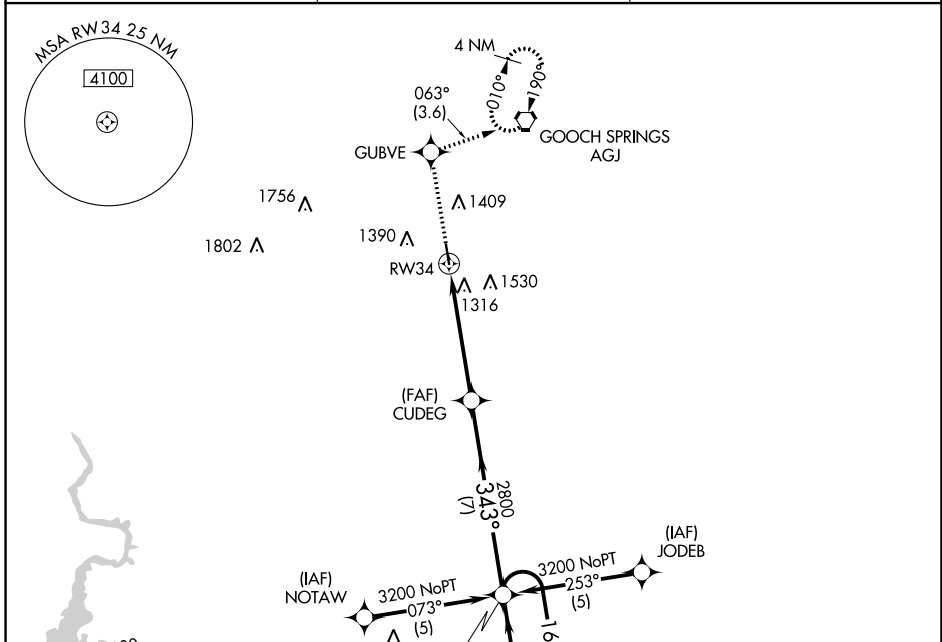 MSA RW34 25 NM
4100
4 NM
010°
190°
063°
(3.6)
GOOCH SPRINGS
AGJ
GUBVE
1756
1409
1802
1390
RW34
1530
1316
(FAF)
CUDEG
2800
343°
(7)
(IAF)
JODEB
3200 NoPT
253°
(5)
(IAF)
NOTAW
3200 NoPT
073°
(5)
16